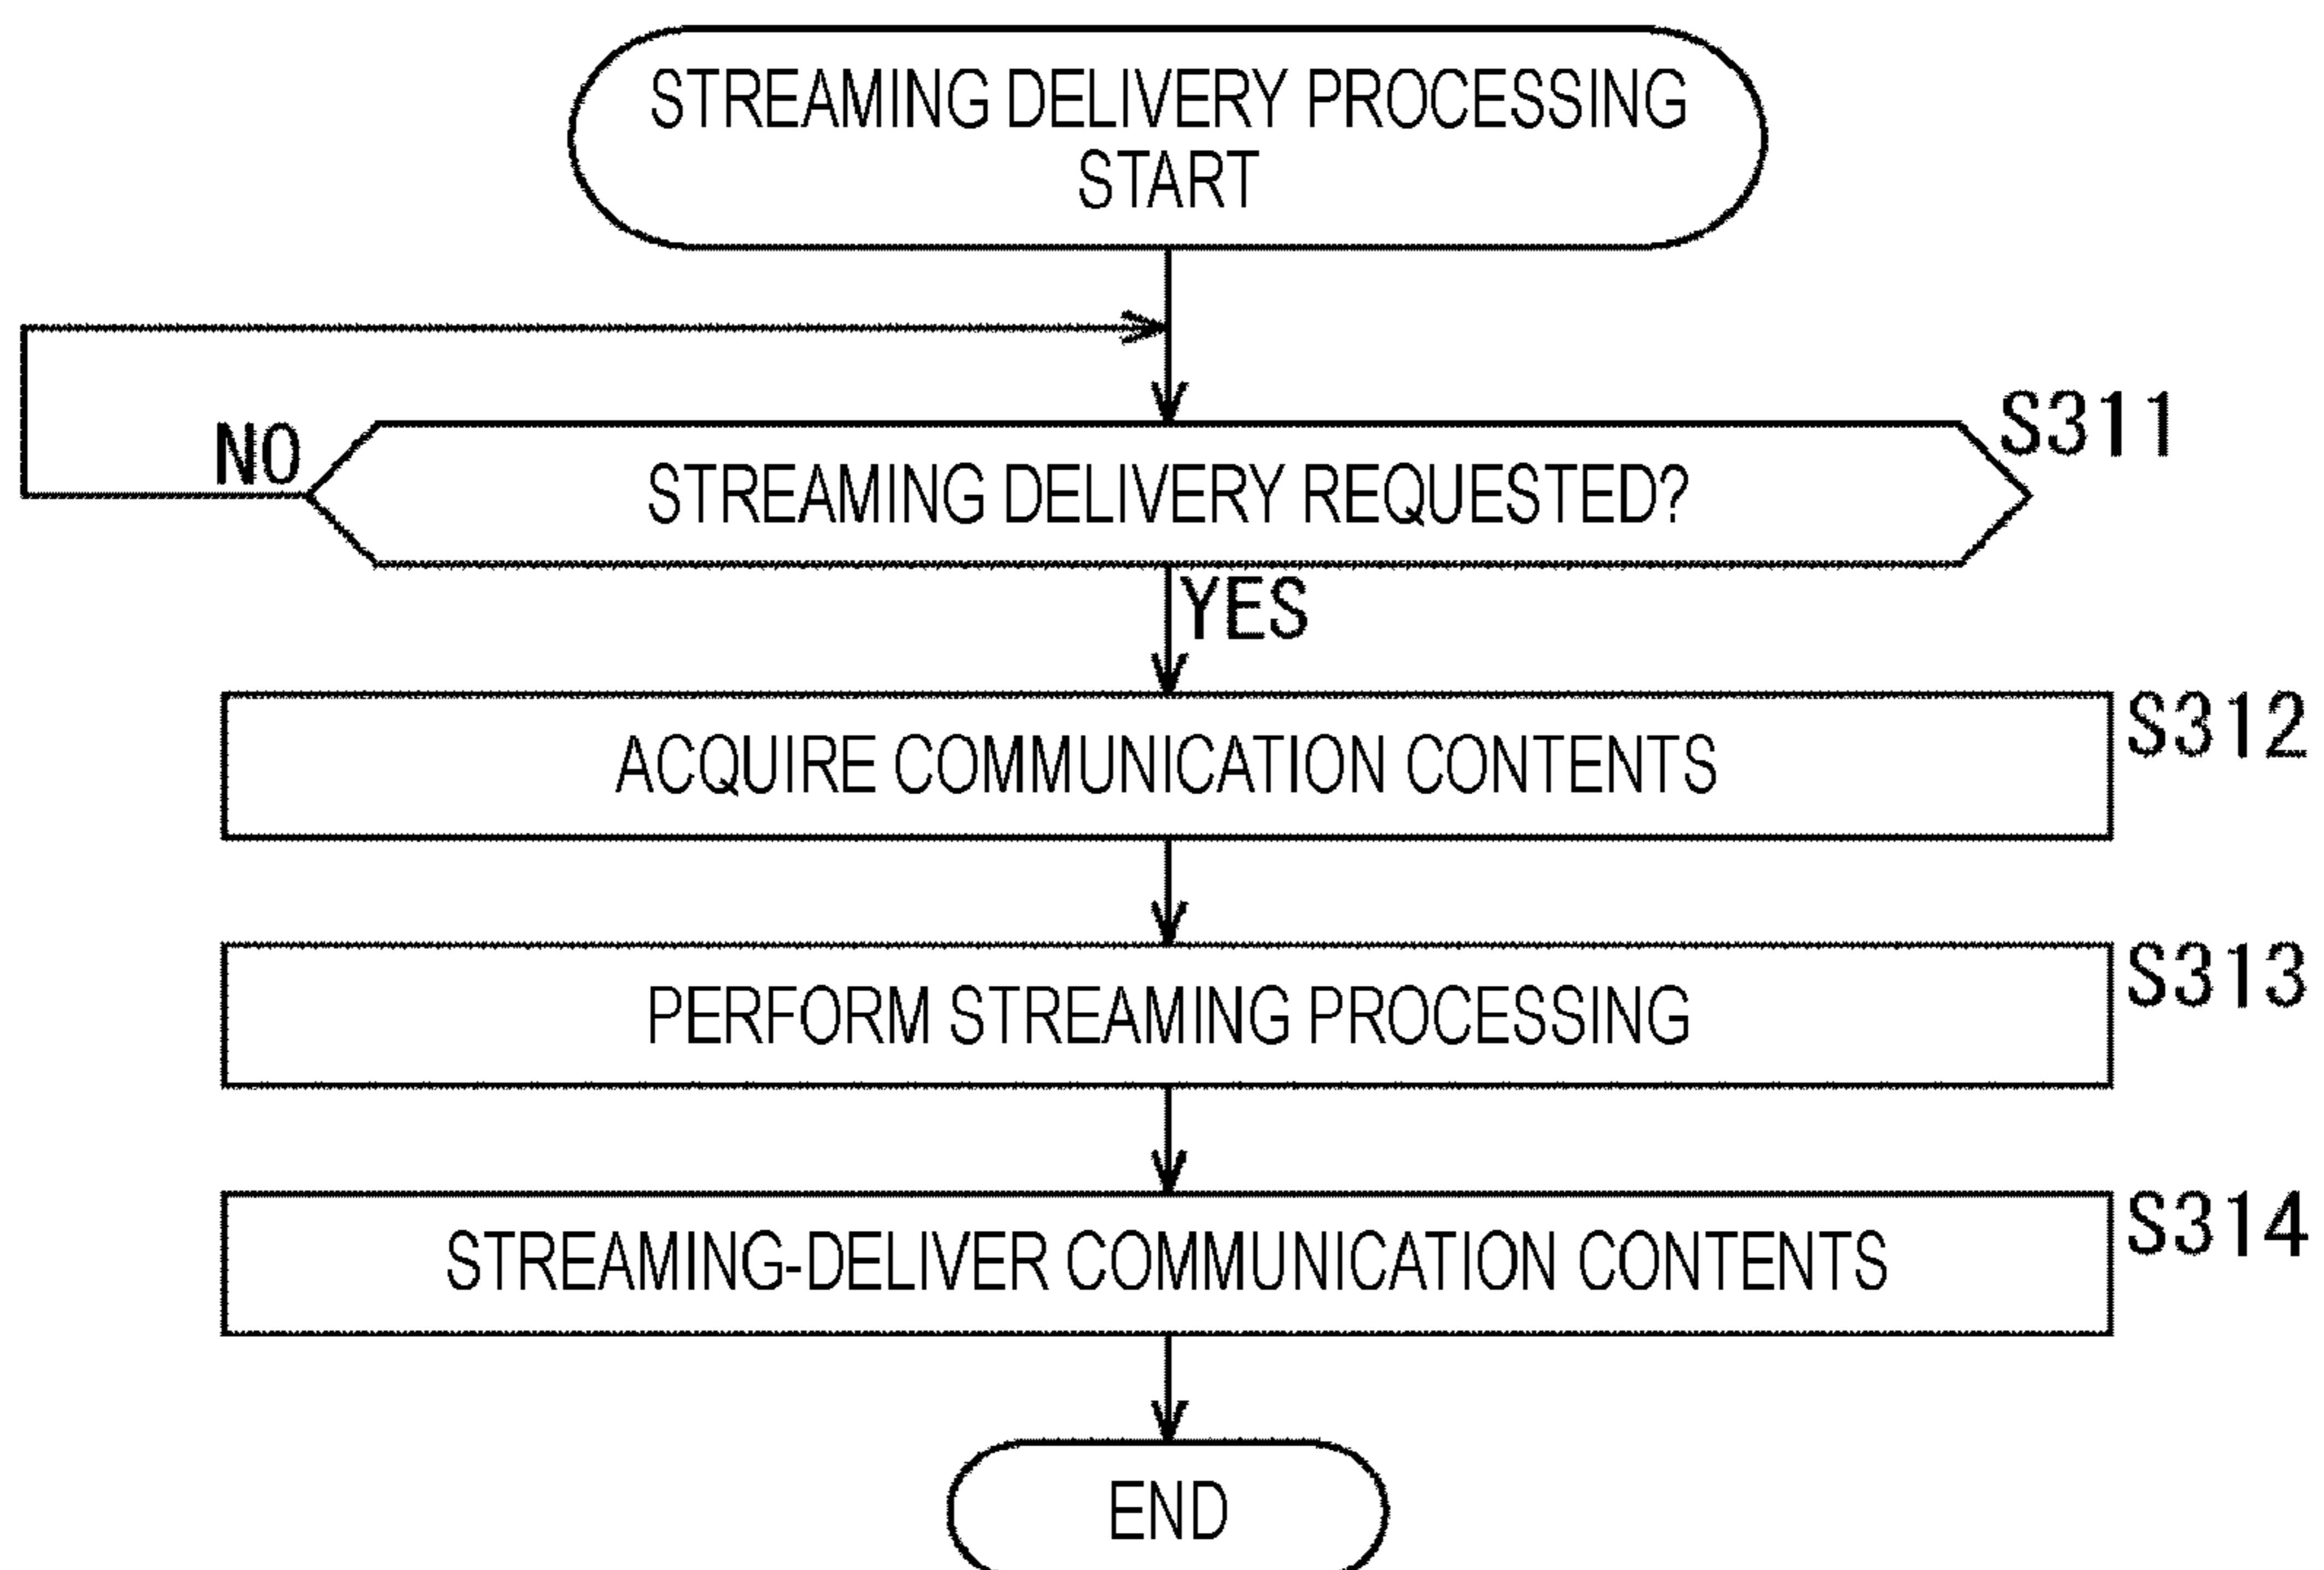 STREAMING DELIVERY PROCESSING
START
NO
STREAMING DELIVERY REQUESTED?
S311
YES
ACQUIRE COMMUNICATION CONTENTS
S312
PERFORM STREAMING PROCESSING
S313
STREAMING-DELIVER COMMUNICATION CONTENTS
S314
END